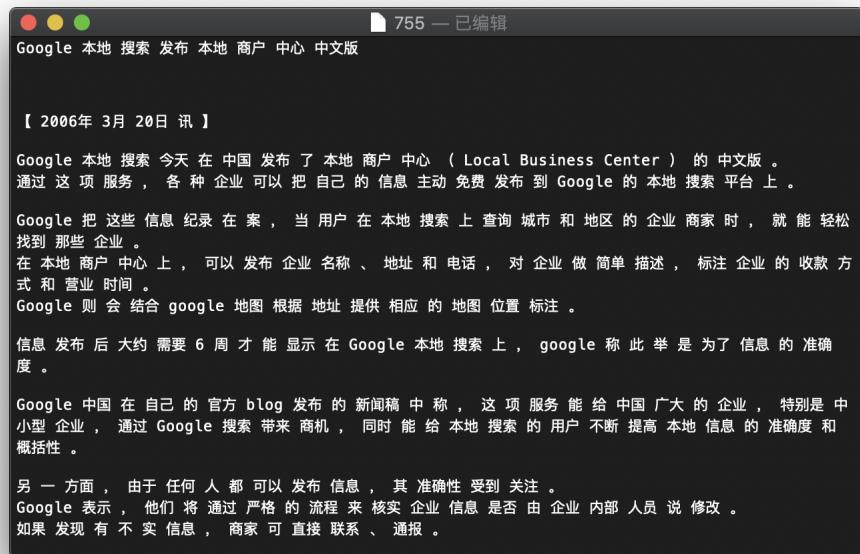 755 — 已编辑
Google 本地 搜索 发布 本地 商户 中心 中文版
【 2006年 3月 20日 讯 】
Google 本地 搜索 今天 在 中国 发布 了 本地 商户 中心 （ Local Business Center ） 的 中文版 。
通过 这 项 服务 ， 各 种 企业 可以 把 自己 的 信息 主动 免费 发布 到 Google 的 本地 搜索 平台 上 。
Google 把 这些 信息 纪录 在 案 ， 当 用户 在 本地 搜索 上 查询 城市 和 地区 的 企业 商家 时 ， 就 能 轻松
找到 那些 企业 。
在 本地 商户 中心 上 ， 可以 发布 企业 名称 、 地址 和 电话 ， 对 企业 做 简单 描述 ， 标注 企业 的 收款 方
式 和 营业 时间 。
Google 则 会 结合 google 地图 根据 地址 提供 相应 的 地图 位置 标注 。
信息 发布 后 大约 需要 6 周 才 能 显示 在 Google 本地 搜索 上 ， google 称 此 举 是 为了 信息 的 准确
度 。
Google 中国 在 自己 的 官方 blog 发布 的 新闻稿 中 称 ， 这 项 服务 能 给 中国 广大 的 企业 ， 特别是 中
小型 企业 ， 通过 Google 搜索 带来 商机 ， 同时 能 给 本地 搜索 的 用户 不断 提高 本地 信息 的 准确度 和
概括性 。
另 一 方面 ， 由于 任何 人 都 可以 发布 信息 ， 其 准确性 受到 关注 。
Google 表示 ， 他们 将 通过 严格 的 流程 来 核实 企业 信息 是否 由 企业 内部 人员 说 修改 。
如果 发现 有 不 实 信息 ， 商家 可 直接 联系 、 通报 。